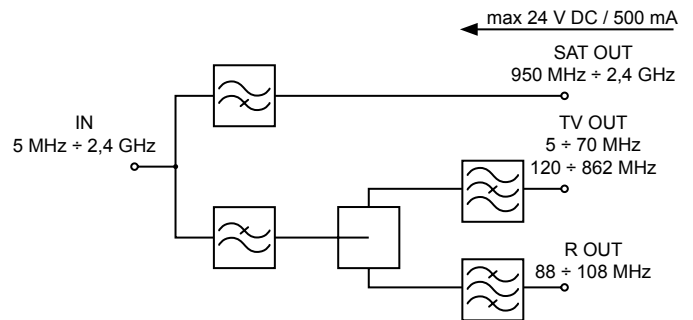 max 24 V DC / 500 mA
SAT OUT
950 MHz ÷ 2,4 GHz
IN
5 MHz ÷ 2,4 GHz
TV OUT
5 ÷ 70 MHz
120 ÷ 862 MHz
R OUT
88 ÷ 108 MHz